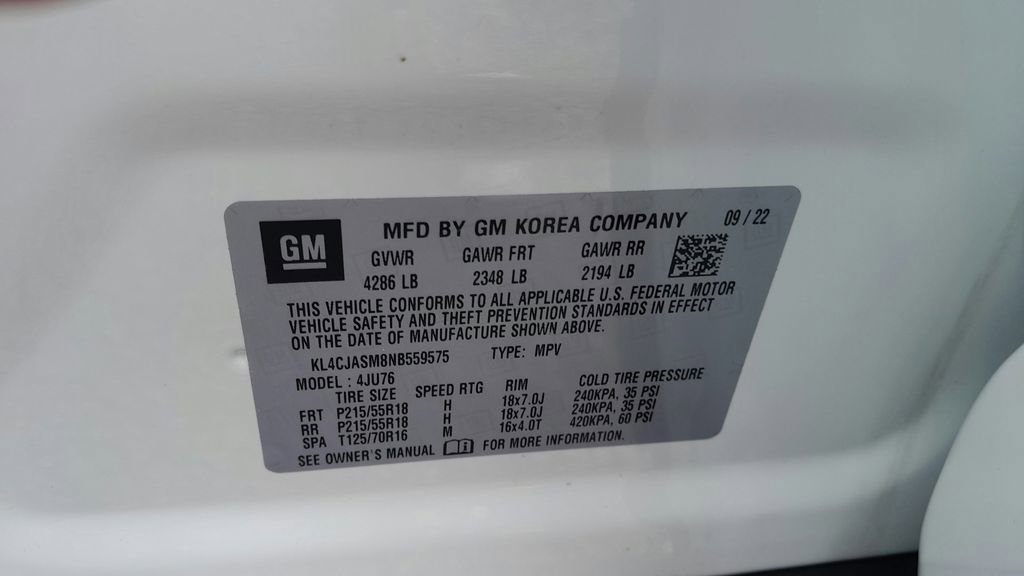 GM
MFD BY GM KOREA COMPANY 09 / 22
GVWR GAWR FRT GAWR RR
4286 LB 2348 LB 2194 LB
THIS VEHICLE CONFORMS TO ALL APPLICABLE U.S. FEDERAL MOTOR
VEHICLE SAFETY AND THEFT PREVENTION STANDARDS IN EFFECT
ON THE DATE OF MANUFACTURE SHOWN ABOVE.
KL4CJASM8NB559575 TYPE: MPV
MODEL : 4JU76
TIRE SIZE SPEED RTG RIM COLD TIRE PRESSURE
FRT P215/55R18 H 18x7.0J 240KPA, 35 PSI
RR P215/55R18 H 18x7.0J 240KPA, 35 PSI
SPA T125/70R16 M 16x4.0T 420KPA, 60 PSI
SEE OWNER'S MANUAL FOR MORE INFORMATION.